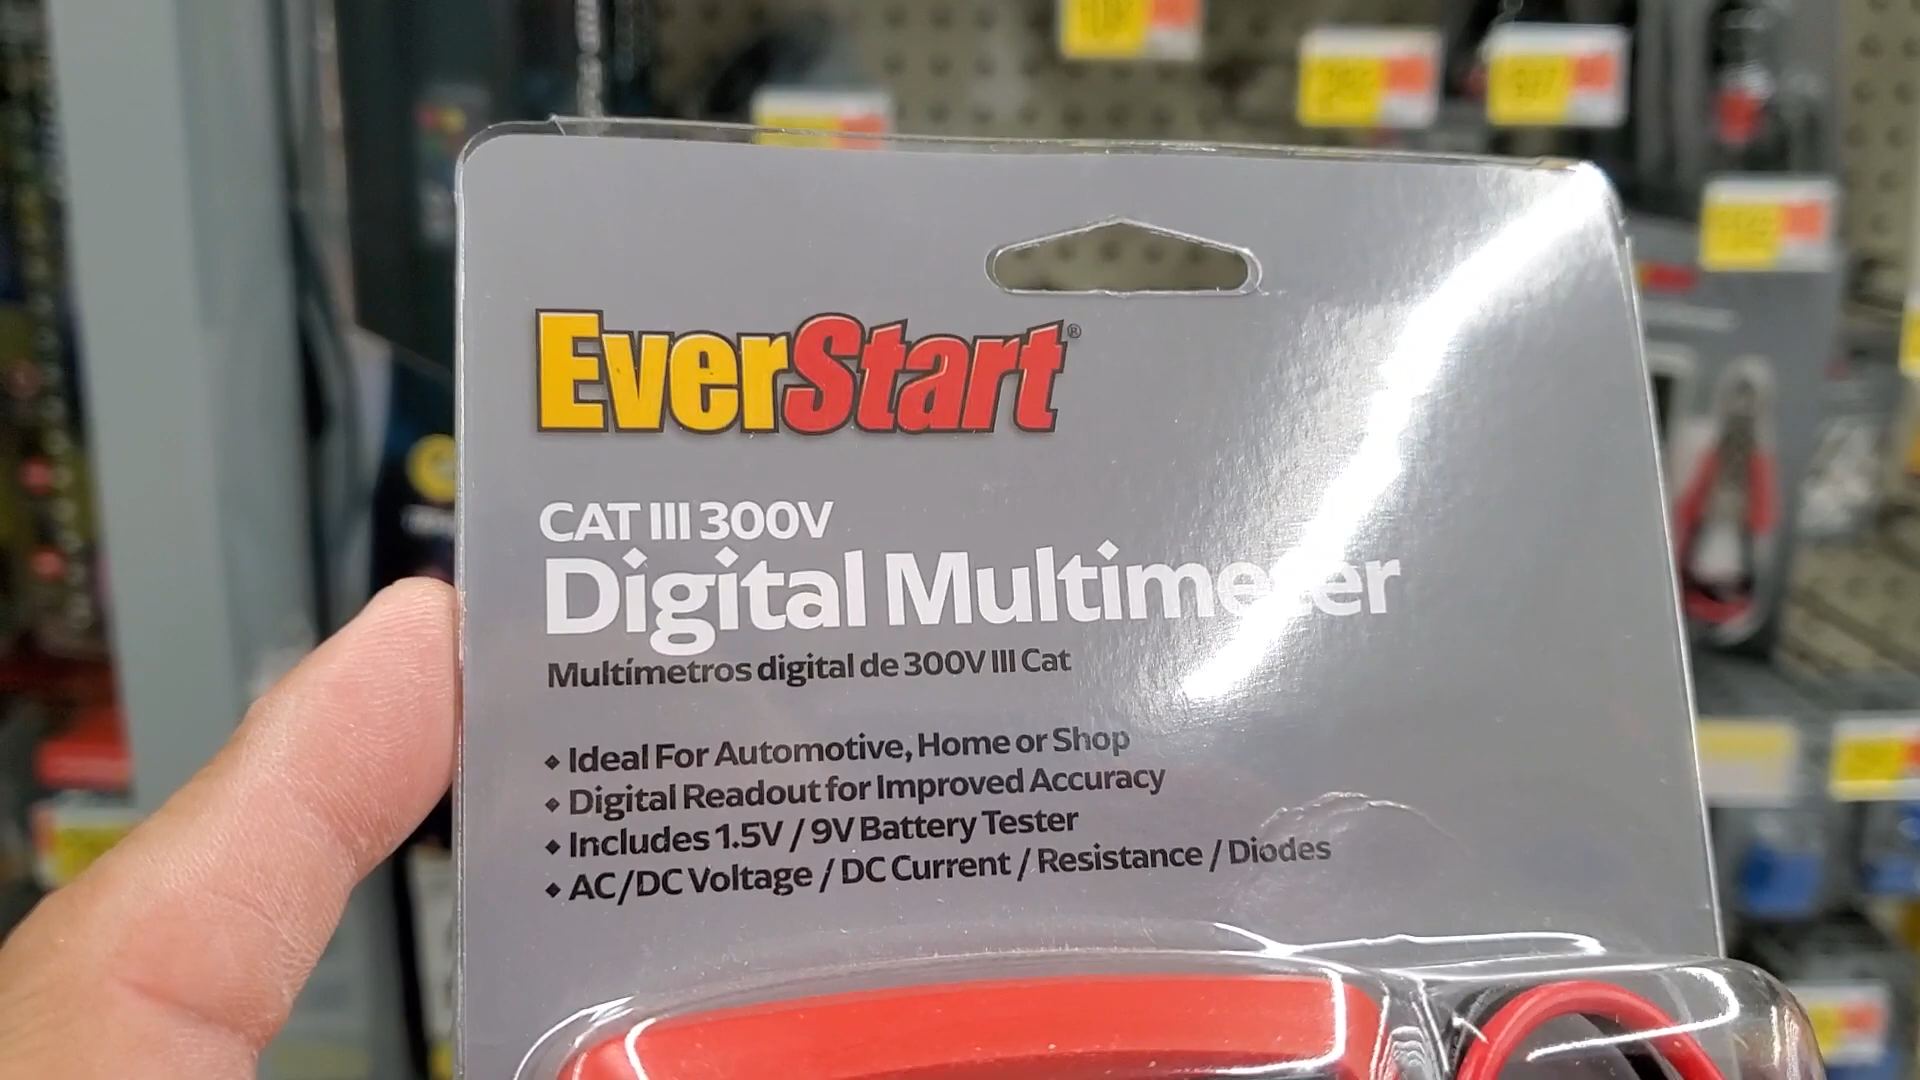 EverStart®
CAT III 300V
Digital Multimeter
Multímetros digital de 300V III Cat
◆ Ideal For Automotive, Home or Shop
◆ Digital Readout for Improved Accuracy
◆ Includes 1.5V / 9V Battery Tester
◆ AC/DC Voltage / DC Current / Resistance / Diodes